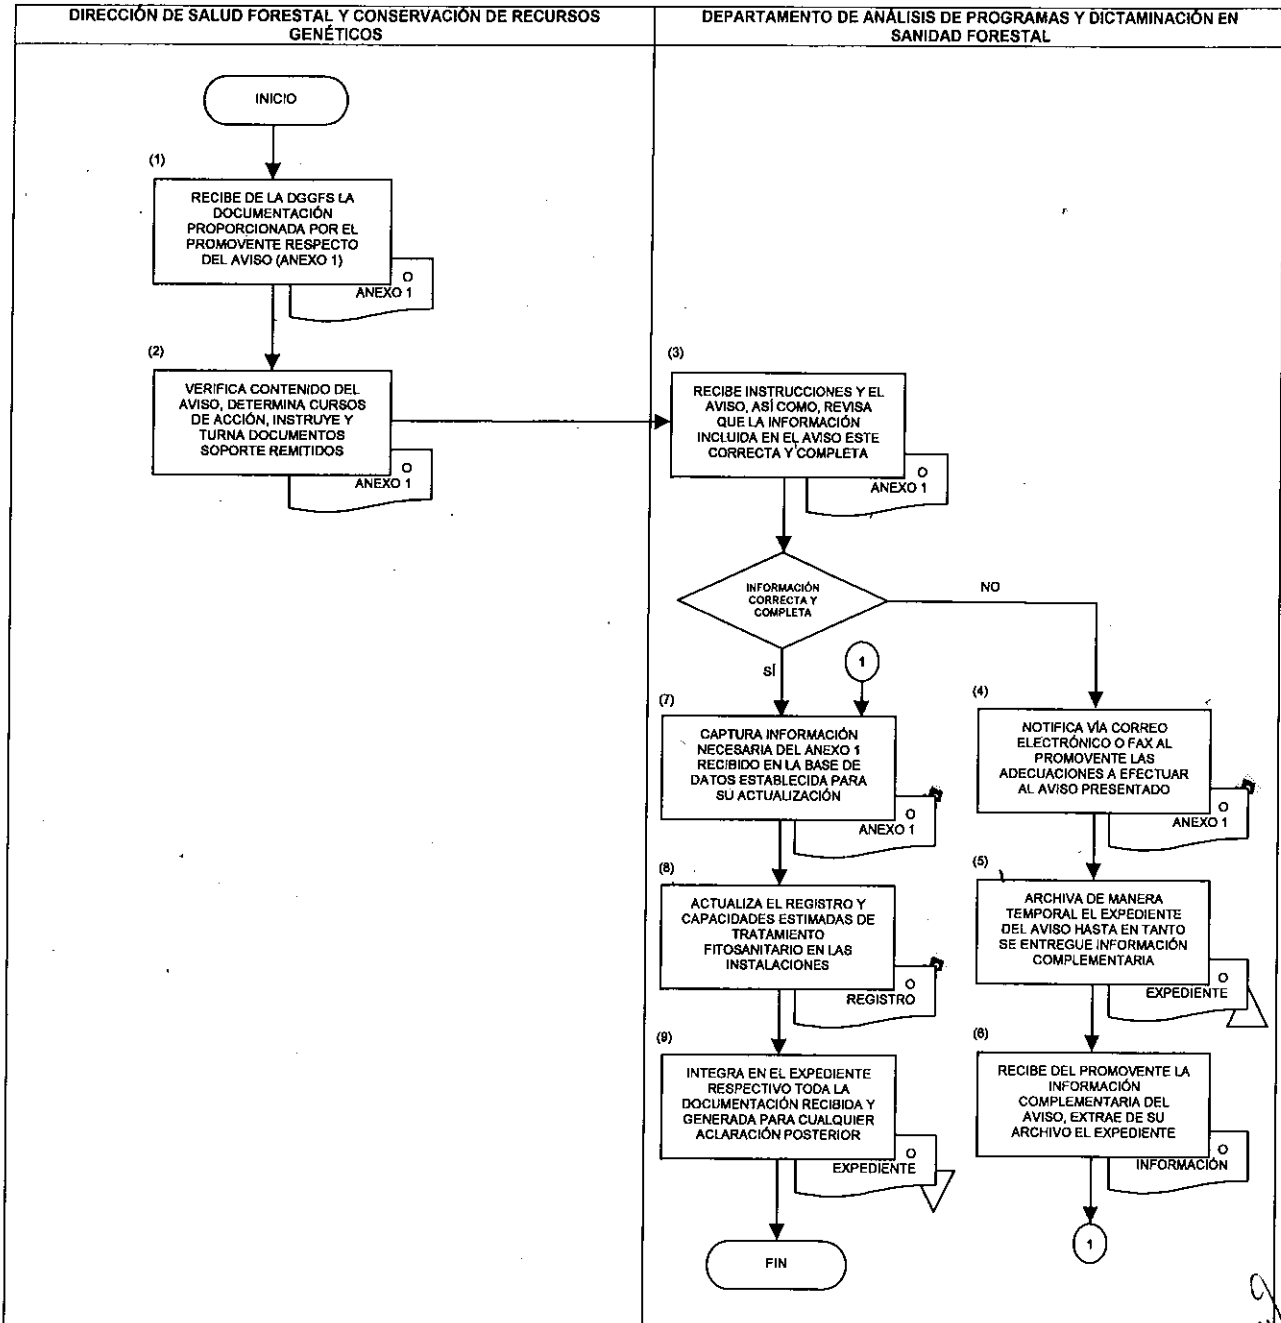 DIRECCIÓN DE SALUD FORESTAL Y CONSERVACIÓN DE RECURSOS
GENÉTICOS
DEPARTAMENTO DE ANÁLISIS DE PROGRAMAS Y DICTAMINACIÓN EN
SANIDAD FORESTAL
INICIO
(1)
RECIBE DE LA DGGFS LA
DOCUMENTACIÓN
PROPORCIONADA POR EL
PROMOVENTE RESPECTO
DEL AVISO (ANEXO 1)
O
ANEXO 1
(2)
VERIFICA CONTENIDO DEL
AVISO, DETERMINA CURSOS
DE ACCIÓN, INSTRUYE Y
TURNA DOCUMENTOS
SOPORTE REMITIDOS
O
ANEXO 1
(3)
RECIBE INSTRUCCIONES Y EL
AVISO, ASÍ COMO, REVISA
QUE LA INFORMACIÓN
INCLUIDA EN EL AVISO ESTE
CORRECTA Y COMPLETA
O
ANEXO 1
INFORMACIÓN
CORRECTA Y
COMPLETA
NO
SÍ
1
(7)
CAPTURA INFORMACIÓN
NECESARIA DEL ANEXO 1
RECIBIDO EN LA BASE DE
DATOS ESTABLECIDA PARA
SU ACTUALIZACIÓN
O
ANEXO 1
(4)
NOTIFICA VÍA CORREO
ELECTRÓNICO O FAX AL
PROMOVENTE LAS
ADECUACIONES A EFECTUAR
AL AVISO PRESENTADO
O
ANEXO 1
(8)
ACTUALIZA EL REGISTRO Y
CAPACIDADES ESTIMADAS DE
TRATAMIENTO
FITOSANITARIO EN LAS
INSTALACIONES
O
REGISTRO
(5)
ARCHIVA DE MANERA
TEMPORAL EL EXPEDIENTE
DEL AVISO HASTA EN TANTO
SE ENTREGUE INFORMACIÓN
COMPLEMENTARIA
O
EXPEDIENTE
(9)
INTEGRA EN EL EXPEDIENTE
RESPECTIVO TODA LA
DOCUMENTACIÓN RECIBIDA Y
GENERADA PARA CUALQUIER
ACLARACIÓN POSTERIOR
O
EXPEDIENTE
(6)
RECIBE DEL PROMOVENTE LA
INFORMACIÓN
COMPLEMENTARIA DEL
AVISO, EXTRAE DE SU
ARCHIVO EL EXPEDIENTE
O
INFORMACIÓN
1
FIN